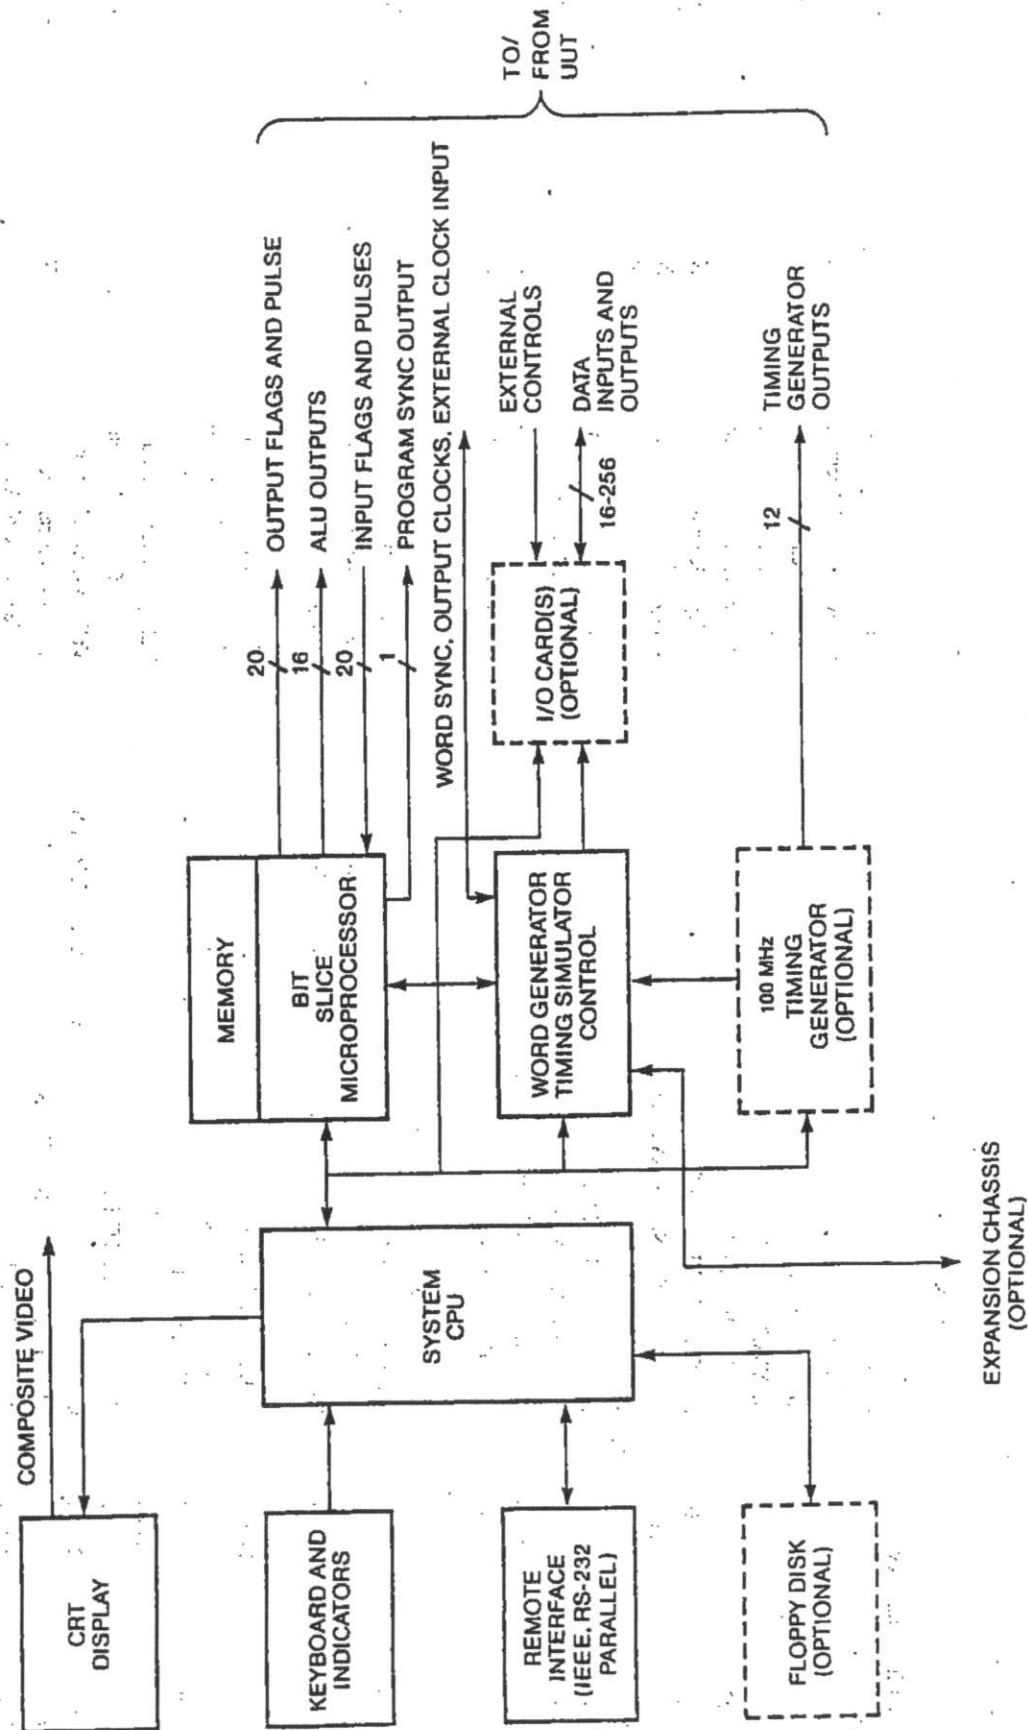 COMPOSITE VIDEO
CRT
DISPLAY
KEYBOARD AND
INDICATORS
REMOTE
INTERFACE
(IEEE, RS-232
PARALLEL)
FLOPPY DISK
(OPTIONAL)
SYSTEM
CPU
EXPANSION CHASSIS
(OPTIONAL)
MEMORY
BIT
SLICE
MICROPROCESSOR
WORD GENERATOR
TIMING SIMULATOR
CONTROL
100 MHz
TIMING
GENERATOR
(OPTIONAL)
I/O CARD(S)
(OPTIONAL)
20
OUTPUT FLAGS AND PULSE
16
ALU OUTPUTS
20
INPUT FLAGS AND PULSES
1
PROGRAM SYNC OUTPUT
WORD SYNC, OUTPUT CLOCKS, EXTERNAL CLOCK INPUT
EXTERNAL
CONTROLS
16-256
DATA
INPUTS AND
OUTPUTS
12
TIMING
GENERATOR
OUTPUTS
TO/
FROM
UUT